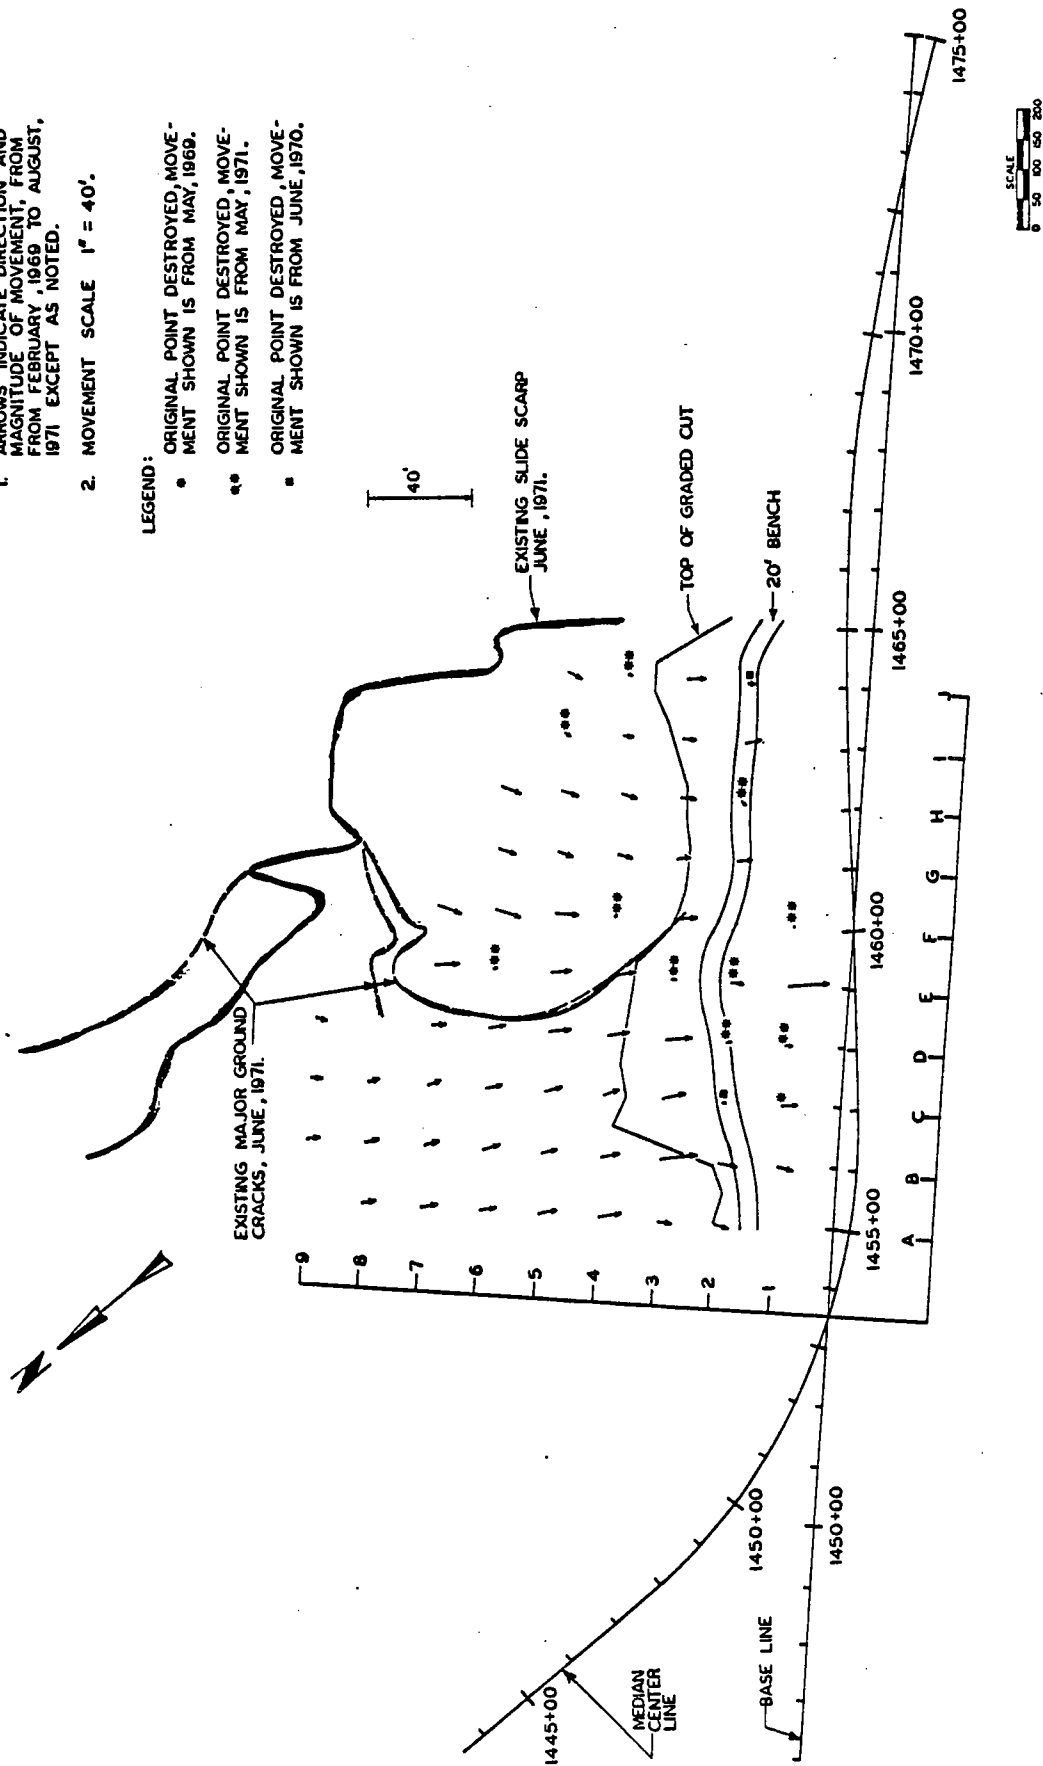 1. ARROWS INDICATE DIRECTION AND
MAGNITUDE OF MOVEMENT, FROM
FROM FEBRUARY, 1969 TO AUGUST,
1971 EXCEPT AS NOTED.
2. MOVEMENT SCALE 1" = 40'.
LEGEND:
* ORIGINAL POINT DESTROYED, MOVE-
MENT SHOWN IS FROM MAY, 1969.
** ORIGINAL POINT DESTROYED, MOVE-
MENT SHOWN IS FROM MAY, 1971.
ORIGINAL POINT DESTROYED, MOVE-
MENT SHOWN IS FROM JUNE, 1970.
40'
EXISTING SLIDE SCARP
JUNE, 1971.
TOP OF GRADED CUT
20' BENCH
EXISTING MAJOR GROUND
CRACKS, JUNE, 1971.
N
9
8
7
6
5
4
3
2
1
A
B
C
D
E
F
G
H
I
J
1445+00
1450+00
1450+00
1455+00
1460+00
1465+00
1470+00
1475+00
MEDIAN
CENTER
LINE
BASE LINE
SCALE
0 50 100 150 200